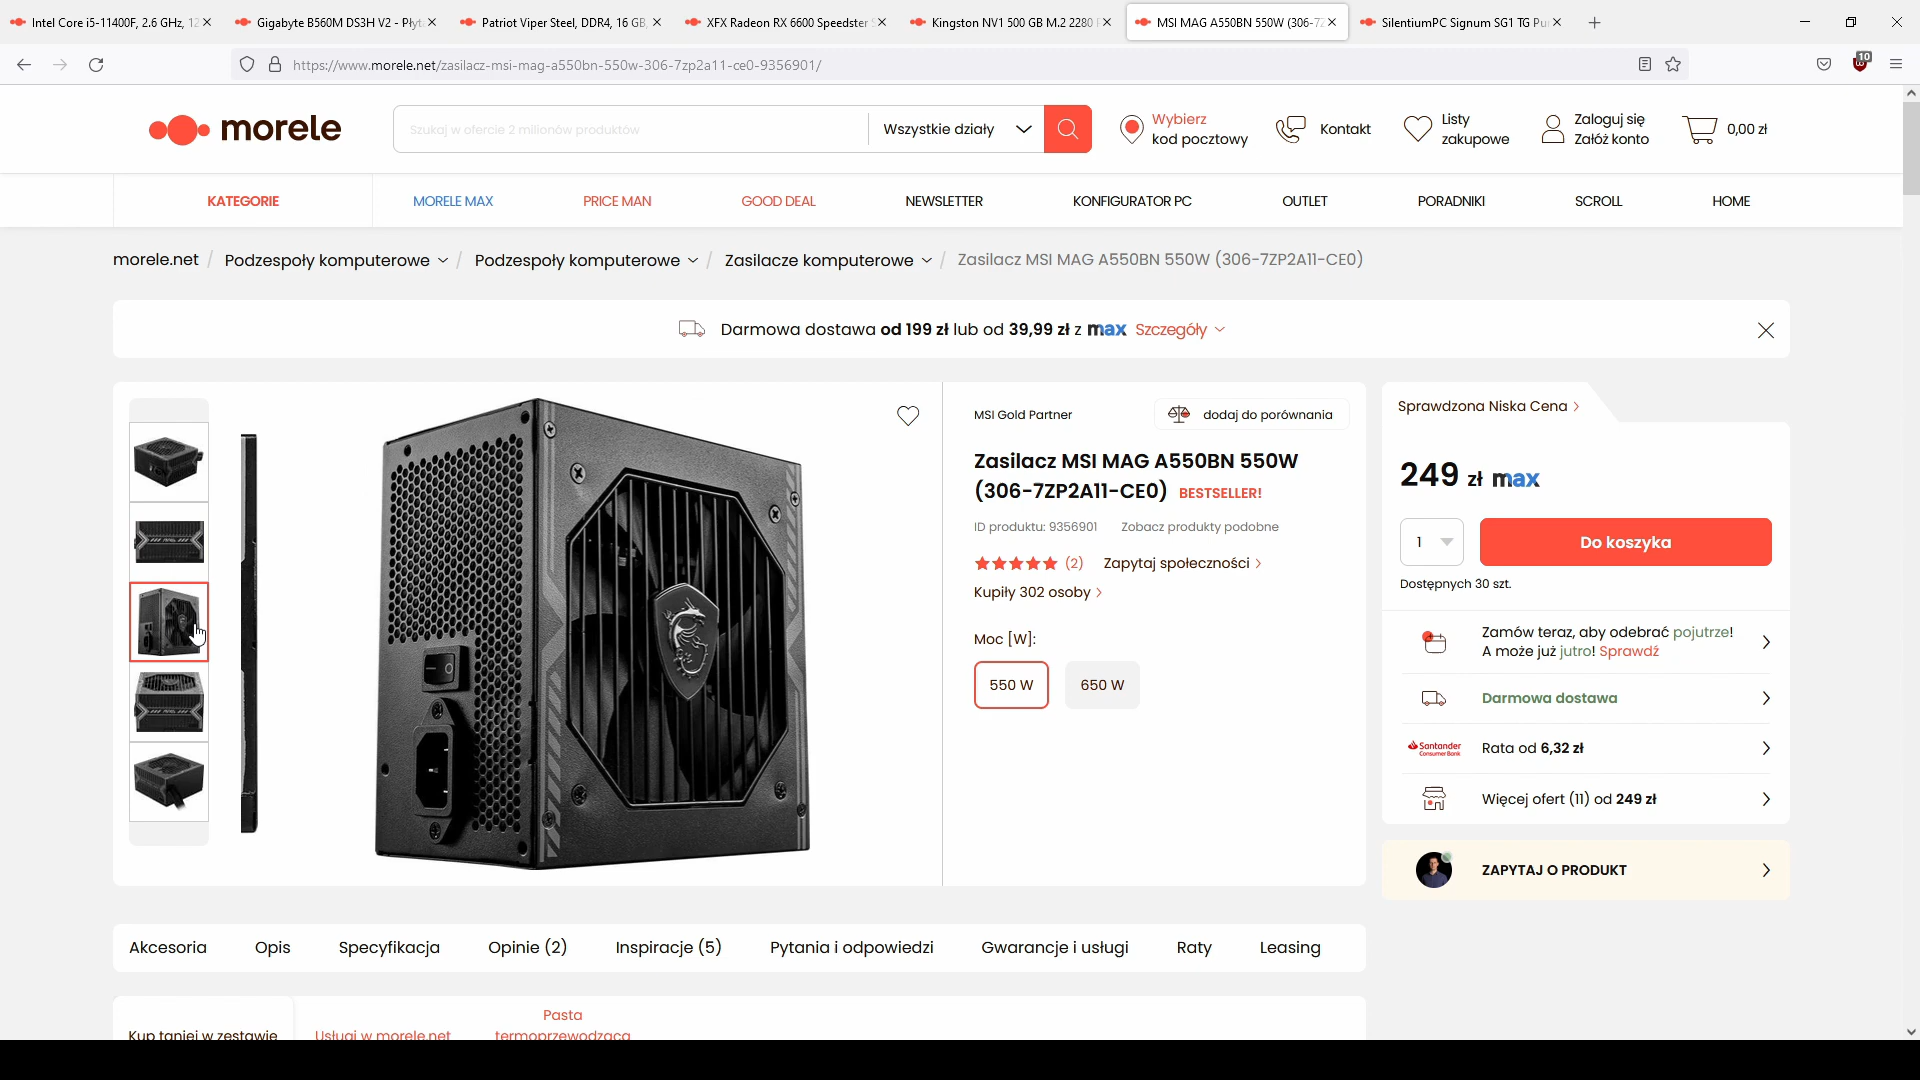 Intel Core i5-11400F, 2.6 GHz, 12
Gigabyte B560M DS3H V2 - Płyt
Patriot Viper Steel, DDR4, 16 GB,
XFX Radeon RX 6600 Speedster S
Kingston NV1 500 GB M.2 2280 P
MSI MAG A550BN 550W (306-7Z
SilentiumPC Signum SG1 TG Pur
https://www.morele.net/zasilacz-msi-mag-a550bn-550w-306-7zp2a11-ce0-9356901/
10
morele
Szukaj w ofercie 2 milionów produktów
Wszystkie działy
Wybierz
kod pocztowy
Kontakt
Listy
zakupowe
Zaloguj się
Załóż konto
0,00 zł
KATEGORIE
MORELE MAX
PRICE MAN
GOOD DEAL
NEWSLETTER
KONFIGURATOR PC
OUTLET
PORADNIKI
SCROLL
HOME
morele.net / Podzespoły komputerowe / Podzespoły komputerowe / Zasilacze komputerowe / Zasilacz MSI MAG A550BN 550W (306-7ZP2A11-CE0)
Darmowa dostawa od 199 zł lub od 39,99 zł z max Szczegóły
MSI Gold Partner
dodaj do porównania
Zasilacz MSI MAG A550BN 550W
(306-7ZP2A11-CE0) BESTSELLER!
ID produktu: 9356901
Zobacz produkty podobne
(2)
Zapytaj społeczności
Kupiły 302 osoby
Moc [W]:
550 W
650 W
Sprawdzona Niska Cena
249 zł max
1
Do koszyka
Dostępnych 30 szt.
Zamów teraz, aby odebrać pojutrze!
A może już jutro! Sprawdź
Darmowa dostawa
Santander
Consumer Bank
Rata od 6,32 zł
Więcej ofert (11) od 249 zł
ZAPYTAJ O PRODUKT
Akcesoria
Opis
Specyfikacja
Opinie (2)
Inspiracje (5)
Pytania i odpowiedzi
Gwarancje i usługi
Raty
Leasing
Kup taniej w zestawie
Usługi w morele.net
Pasta
termoprzewodząca